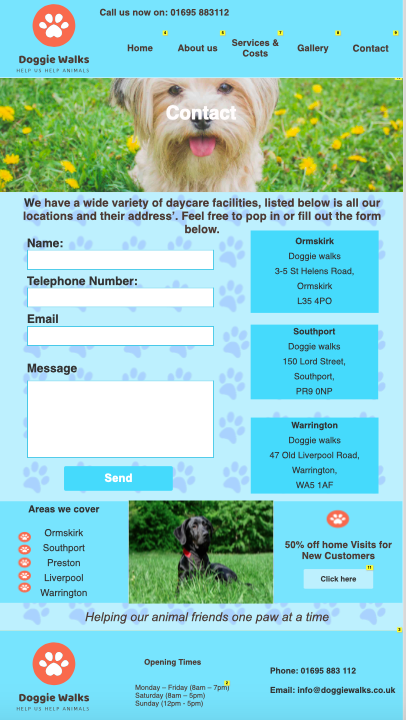 Call us now on: 01695 883112
Doggie Walks
HELP US HELP ANIMALS
Home
About us
Services &
Costs
Gallery
Contact
4
5
7
8
9
Contact
We have a wide variety of daycare facilities, listed below is all our
locations and their address'. Feel free to pop in or fill out the form
below.
Name:
Telephone Number:
Email
Message
Send
Ormskirk
Doggie walks
3-5 St Helens Road,
Ormskirk
L35 4PO
Southport
Doggie walks
150 Lord Street,
Southport,
PR9 0NP
Warrington
Doggie walks
47 Old Liverpool Road,
Warrington,
WA5 1AF
Areas we cover
Ormskirk
Southport
Preston
Liverpool
Warrington
50% off home Visits for
New Customers
11
Click here
Helping our animal friends one paw at a time
Doggie Walks
HELP US HELP ANIMALS
Opening Times
Monday – Friday (8am – 7pm)
Saturday (8am – 5pm)
Sunday (12pm - 5pm)
Phone: 01695 883 112
Email: info@doggiewalks.co.uk